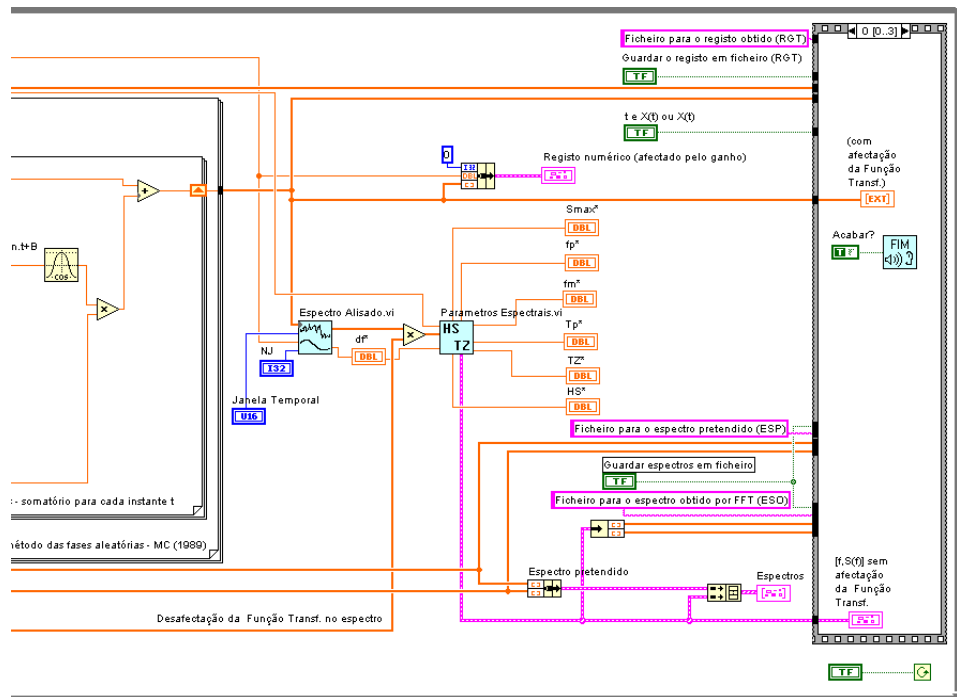 0 [0..3]
Ficheiro para o registo obtido (RGT)
Guardar o registo em ficheiro (RGT)
TF
t e X(t) ou X(t)
TF
(com
afectação
da Função
Transf.)
[EXT]
0
I32
DBL
Registo numérico (afectado pelo ganho)
+
Smax*
DBL
fp*
DBL
Acabar?
T F
FIM
n.t+B
COS
×
fm*
DBL
Espectro Alisado.vi
Parametros Espectrais.vi
HS
TZ
×
df*
DBL
Tp*
DBL
NJ
I32
TZ*
DBL
HS*
DBL
Janela Temporal
U16
Ficheiro para o espectro pretendido (ESP)
Guardar espectros em ficheiro
TF
Ficheiro para o espectro obtido por FFT (ESO)
- somatório para cada instante t
método das fases aleatórias - MC (1989)
Espectro pretendido
Espectros
[f,S(f)] sem
afectação
da Função
Transf.
Desafectação da Função Transf. no espectro
TF